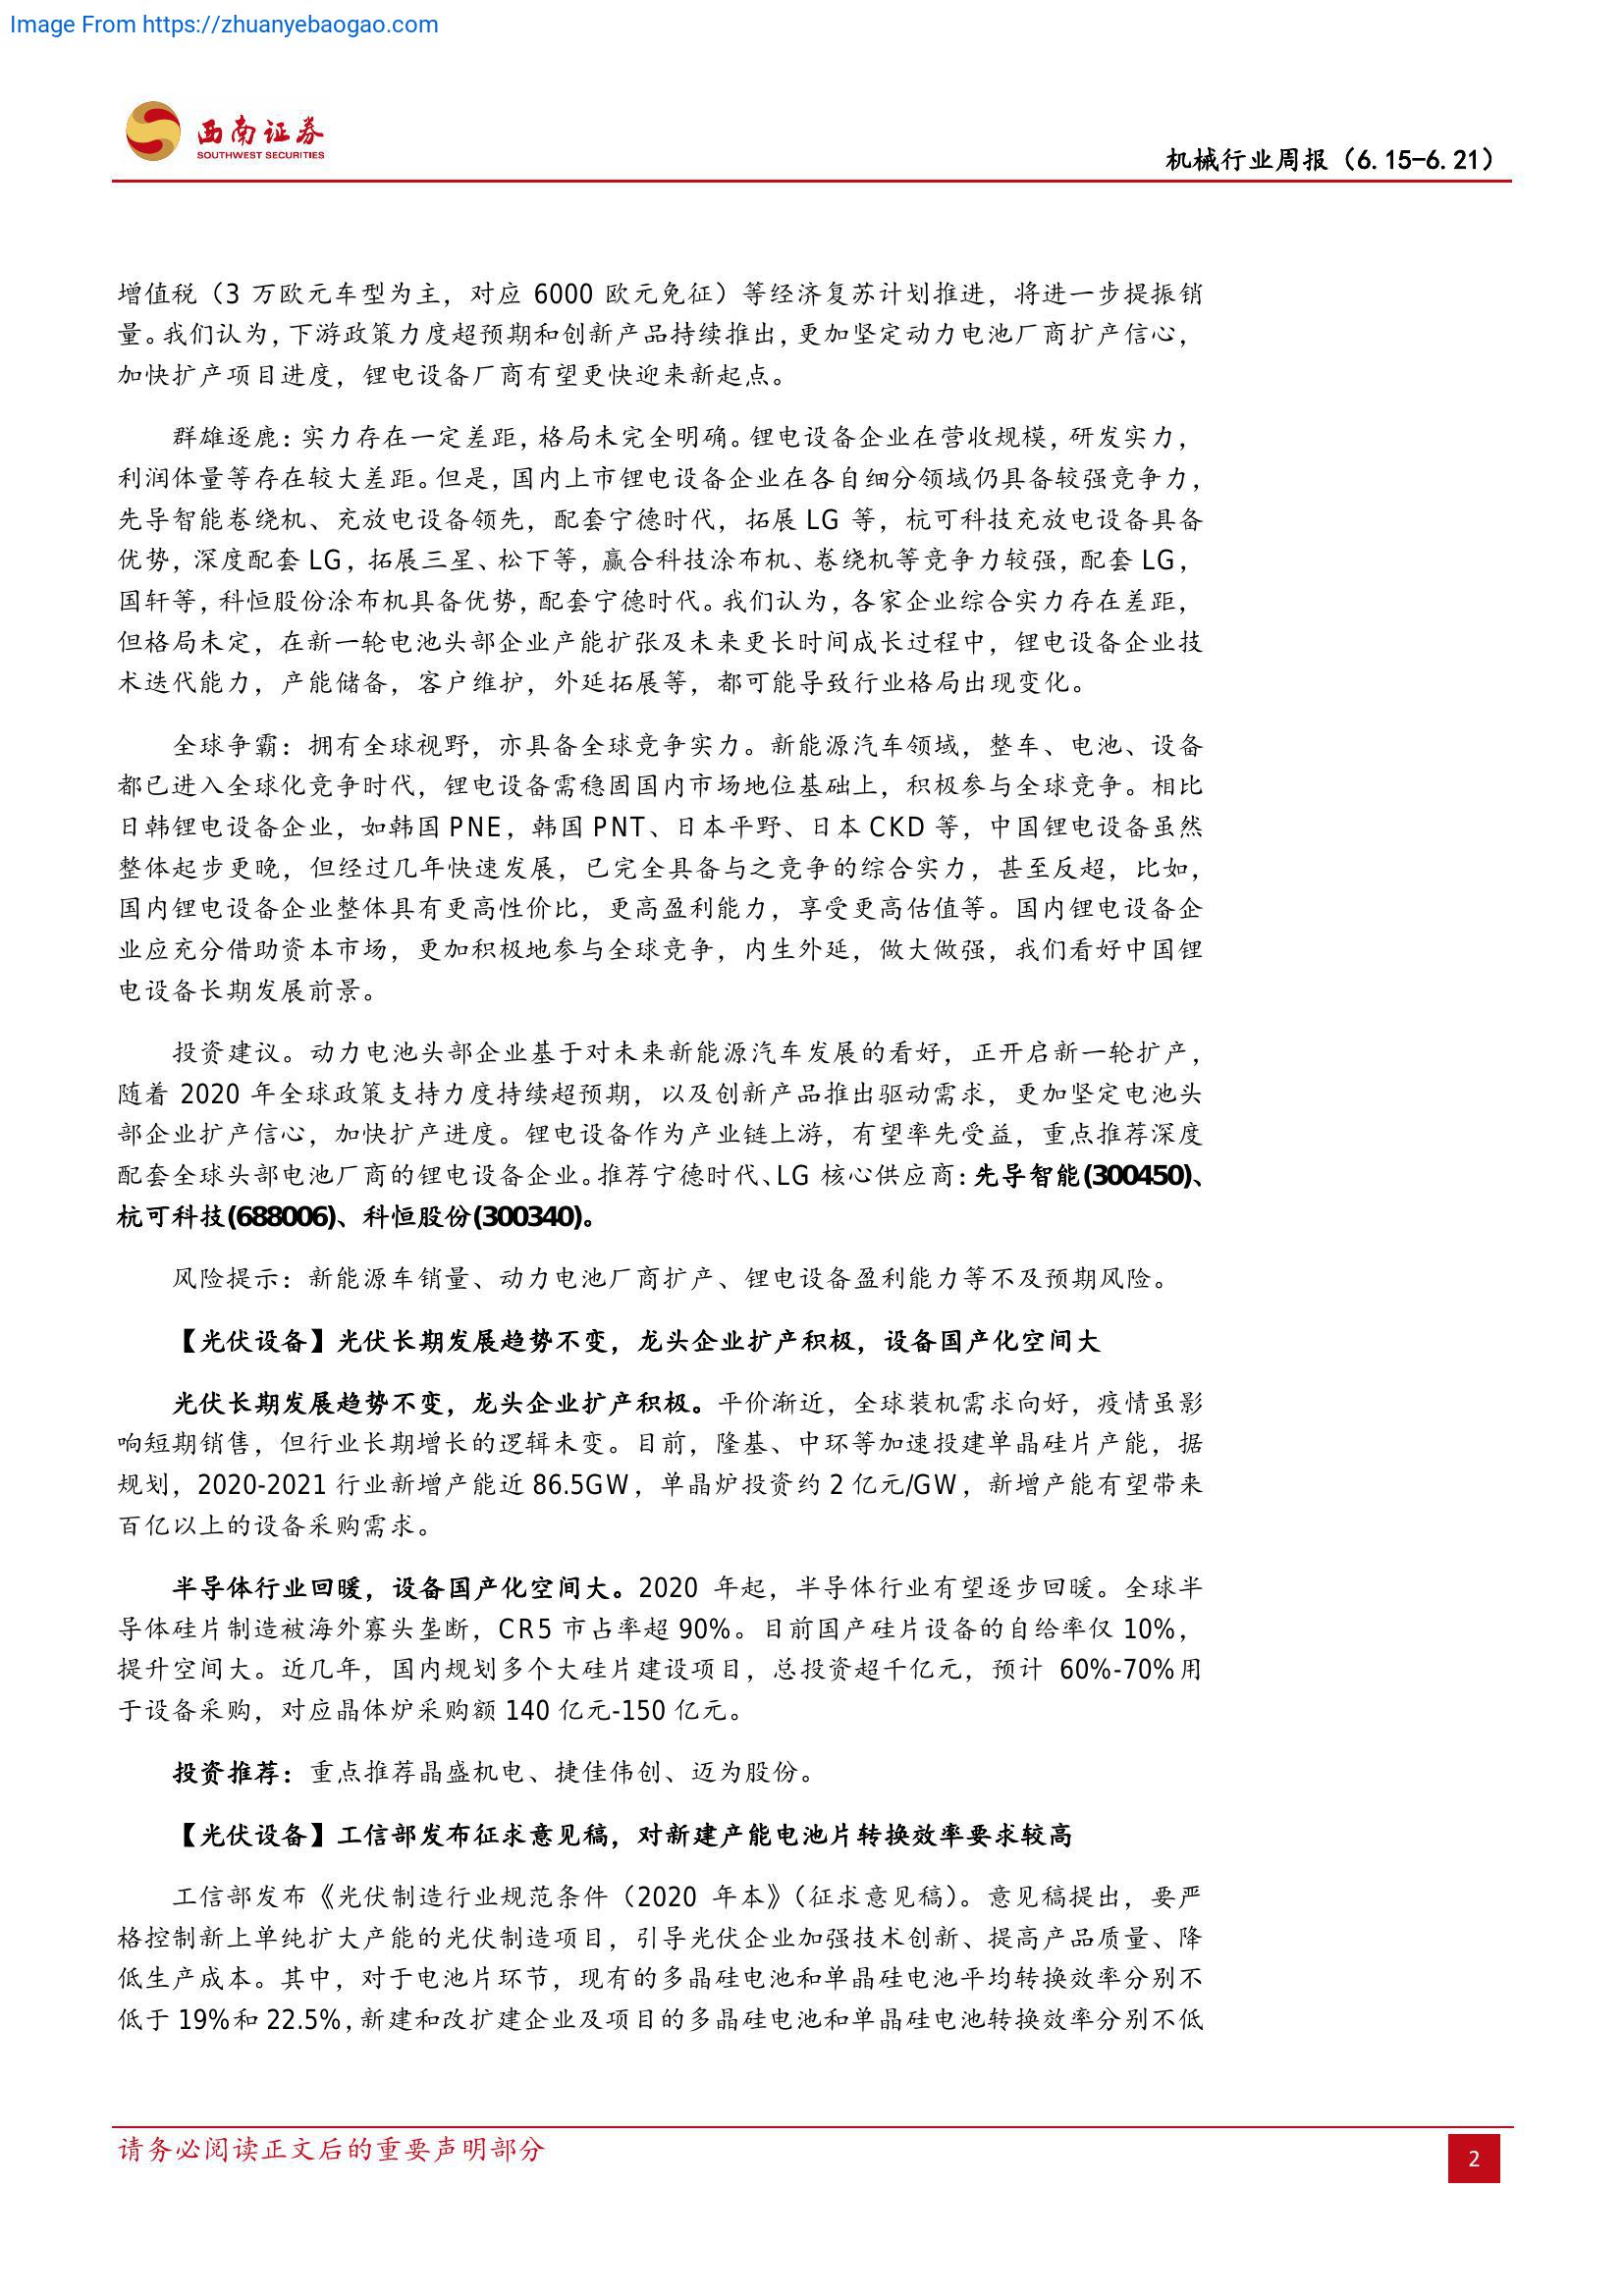 Image From https://zhuanyebaogao.com
西南证券
SOUTHWEST SECURITIES
机械行业周报（6.15-6.21）
增值税（3 万欧元车型为主，对应 6000 欧元免征）等经济复苏计划推进，将进一步提振销
量。我们认为，下游政策力度超预期和创新产品持续推出，更加坚定动力电池厂商扩产信心，
加快扩产项目进度，锂电设备厂商有望更快迎来新起点。
群雄逐鹿：实力存在一定差距，格局未完全明确。锂电设备企业在营收规模，研发实力，
利润体量等存在较大差距。但是，国内上市锂电设备企业在各自细分领域仍具备较强竞争力，
先导智能卷绕机、充放电设备领先，配套宁德时代，拓展 LG 等，杭可科技充放电设备具备
优势，深度配套 LG，拓展三星、松下等，赢合科技涂布机、卷绕机等竞争力较强，配套 LG，
国轩等，科恒股份涂布机具备优势，配套宁德时代。我们认为，各家企业综合实力存在差距，
但格局未定，在新一轮电池头部企业产能扩张及未来更长时间成长过程中，锂电设备企业技
术迭代能力，产能储备，客户维护，外延拓展等，都可能导致行业格局出现变化。
全球争霸：拥有全球视野，亦具备全球竞争实力。新能源汽车领域，整车、电池、设备
都已进入全球化竞争时代，锂电设备需稳固国内市场地位基础上，积极参与全球竞争。相比
日韩锂电设备企业，如韩国 PNE，韩国 PNT、日本平野、日本 CKD 等，中国锂电设备虽然
整体起步更晚，但经过几年快速发展，已完全具备与之竞争的综合实力，甚至反超，比如，
国内锂电设备企业整体具有更高性价比，更高盈利能力，享受更高估值等。国内锂电设备企
业应充分借助资本市场，更加积极地参与全球竞争，内生外延，做大做强，我们看好中国锂
电设备长期发展前景。
投资建议。动力电池头部企业基于对未来新能源汽车发展的看好，正开启新一轮扩产，
随着 2020 年全球政策支持力度持续超预期，以及创新产品推出驱动需求，更加坚定电池头
部企业扩产信心，加快扩产进度。锂电设备作为产业链上游，有望率先受益，重点推荐深度
配套全球头部电池厂商的锂电设备企业。推荐宁德时代、LG 核心供应商：先导智能(300450)、
杭可科技(688006)、科恒股份(300340)。
风险提示：新能源车销量、动力电池厂商扩产、锂电设备盈利能力等不及预期风险。
【光伏设备】光伏长期发展趋势不变，龙头企业扩产积极，设备国产化空间大
光伏长期发展趋势不变，龙头企业扩产积极。平价渐近，全球装机需求向好，疫情虽影
响短期销售，但行业长期增长的逻辑未变。目前，隆基、中环等加速投建单晶硅片产能，据
规划，2020-2021 行业新增产能近 86.5GW，单晶炉投资约 2 亿元/GW，新增产能有望带来
百亿以上的设备采购需求。
半导体行业回暖，设备国产化空间大。2020 年起，半导体行业有望逐步回暖。全球半
导体硅片制造被海外寡头垄断，CR5 市占率超 90%。目前国产硅片设备的自给率仅 10%，
提升空间大。近几年，国内规划多个大硅片建设项目，总投资超千亿元，预计 60%-70%用
于设备采购，对应晶体炉采购额 140 亿元-150 亿元。
投资推荐：重点推荐晶盛机电、捷佳伟创、迈为股份。
【光伏设备】工信部发布征求意见稿，对新建产能电池片转换效率要求较高
工信部发布《光伏制造行业规范条件（2020 年本》（征求意见稿）。意见稿提出，要严
格控制新上单纯扩大产能的光伏制造项目，引导光伏企业加强技术创新、提高产品质量、降
低生产成本。其中，对于电池片环节，现有的多晶硅电池和单晶硅电池平均转换效率分别不
低于 19%和 22.5%，新建和改扩建企业及项目的多晶硅电池和单晶硅电池转换效率分别不低
请务必阅读正文后的重要声明部分
2